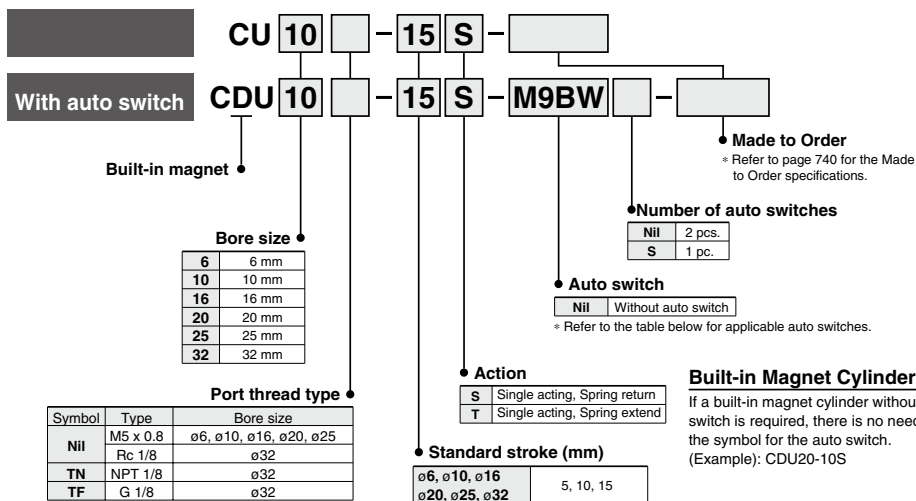 CU 10 – 15 S –
With auto switch CDU 10 – 15 S – M9BW –
Built-in magnet
Made to Order
* Refer to page 740 for the Made
to Order specifications.
Number of auto switches
Nil 2 pcs.
S 1 pc.
Bore size
6 6 mm
10 10 mm
16 16 mm
20 20 mm
25 25 mm
32 32 mm
Auto switch
Nil Without auto switch
* Refer to the table below for applicable auto switches.
Action
S Single acting, Spring return
T Single acting, Spring extend
Built-in Magnet Cylinder
If a built-in magnet cylinder withou
switch is required, there is no need
the symbol for the auto switch.
(Example): CDU20-10S
Port thread type
Symbol Type Bore size
Nil M5 x 0.8 ø6, ø10, ø16, ø20, ø25
Rc 1/8 ø32
TN NPT 1/8 ø32
TF G 1/8 ø32
Standard stroke (mm)
ø6, ø10, ø16
ø20, ø25, ø32 5, 10, 15